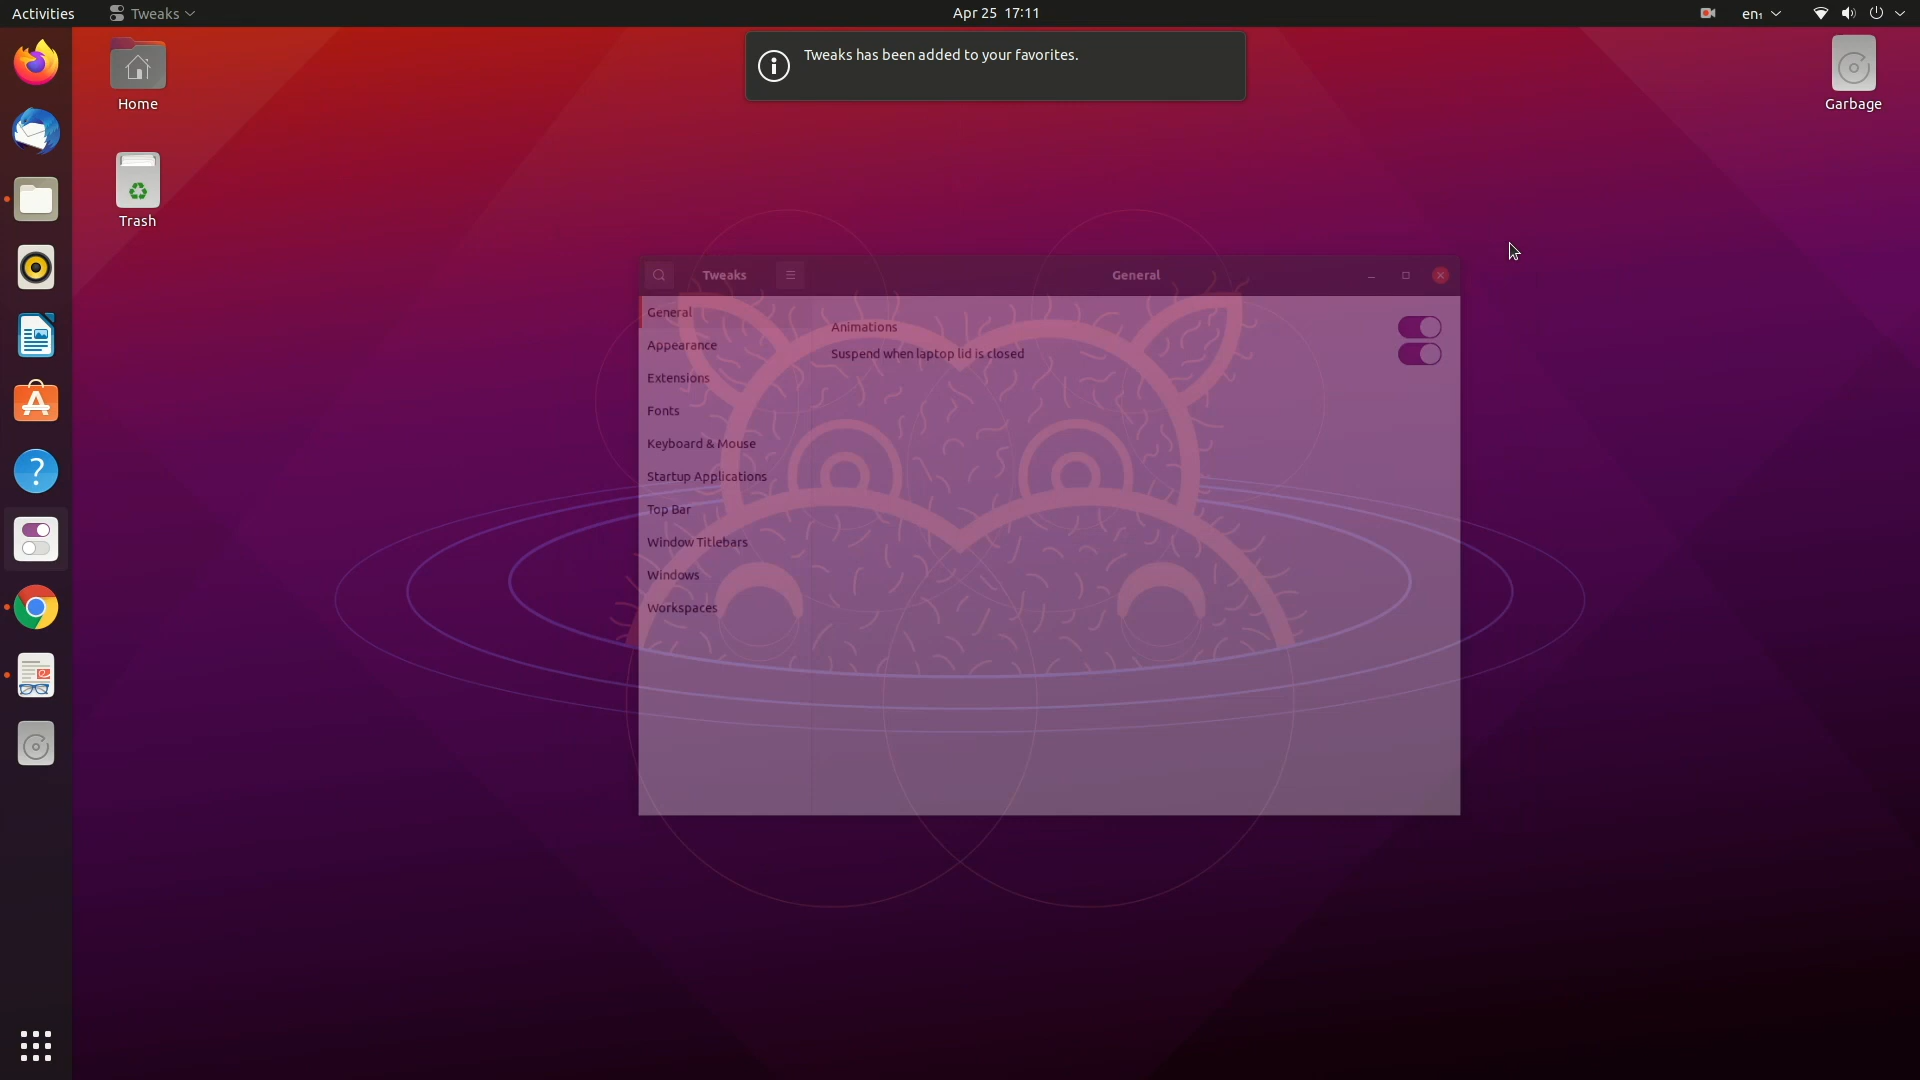 Activities
Tweaks
Apr 25 17:11
en₁
Tweaks has been added to your favorites.
Home
Garbage
Trash
Tweaks
General
General
Appearance
Extensions
Fonts
Keyboard & Mouse
Startup Applications
Top Bar
Window Titlebars
Windows
Workspaces
Animations
Suspend when laptop lid is closed